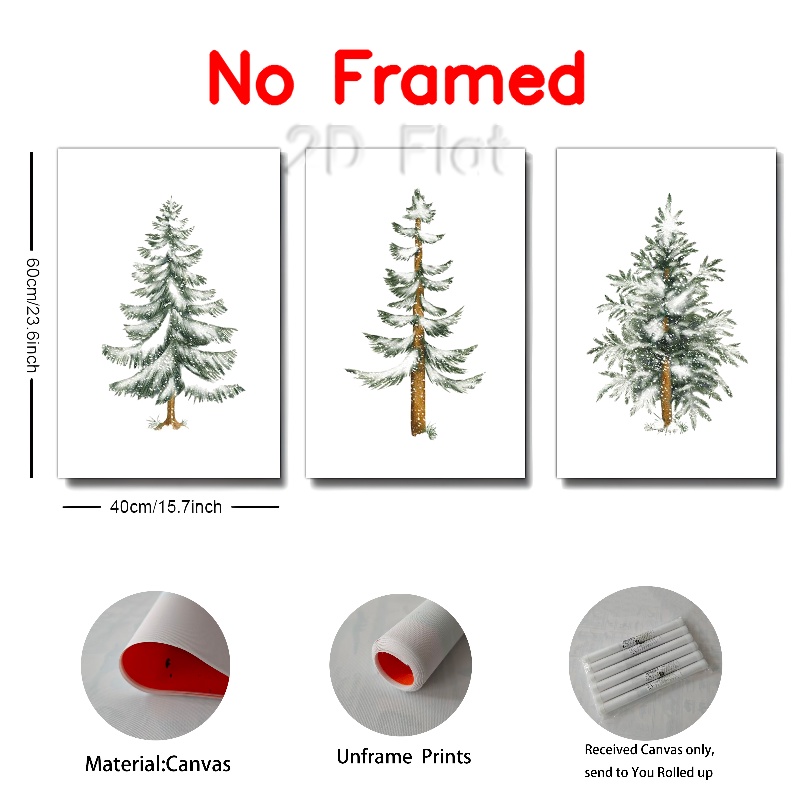 No Framed
2D Flat
60cm/23.6inch
40cm/15.7inch
Material:Canvas
Unframe Prints
Received Canvas only,
send to You Rolled up